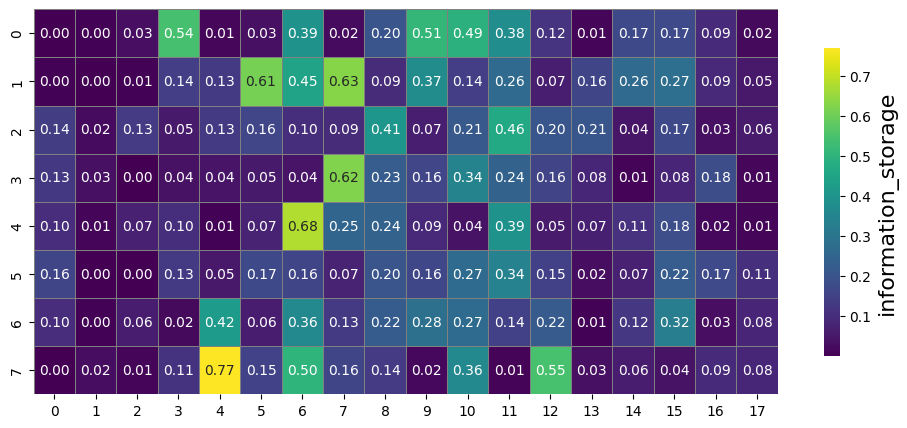 0 0.00 0.00 0.03 0.54 0.01 0.03 0.39 0.02 0.20 0.51 0.49 0.38 0.12 0.01 0.17 0.17 0.09 0.02
1 0.00 0.00 0.01 0.14 0.13 0.61 0.45 0.63 0.09 0.37 0.14 0.26 0.07 0.16 0.26 0.27 0.09 0.05
2 0.14 0.02 0.13 0.05 0.13 0.16 0.10 0.09 0.41 0.07 0.21 0.46 0.20 0.21 0.04 0.17 0.03 0.06
3 0.13 0.03 0.00 0.04 0.04 0.05 0.04 0.62 0.23 0.16 0.34 0.24 0.16 0.08 0.01 0.08 0.18 0.01
4 0.10 0.01 0.07 0.10 0.01 0.07 0.68 0.25 0.24 0.09 0.04 0.39 0.05 0.07 0.11 0.18 0.02 0.01
5 0.16 0.00 0.00 0.13 0.05 0.17 0.16 0.07 0.20 0.16 0.27 0.34 0.15 0.02 0.07 0.22 0.17 0.11
6 0.10 0.00 0.06 0.02 0.42 0.06 0.36 0.13 0.22 0.28 0.27 0.14 0.22 0.01 0.12 0.32 0.03 0.08
7 0.00 0.02 0.01 0.11 0.77 0.15 0.50 0.16 0.14 0.02 0.36 0.01 0.55 0.03 0.06 0.04 0.09 0.08
0 1 2 3 4 5 6 7 8 9 10 11 12 13 14 15 16 17
0.7
0.6
0.5
0.4
0.3
0.2
0.1
information_storage